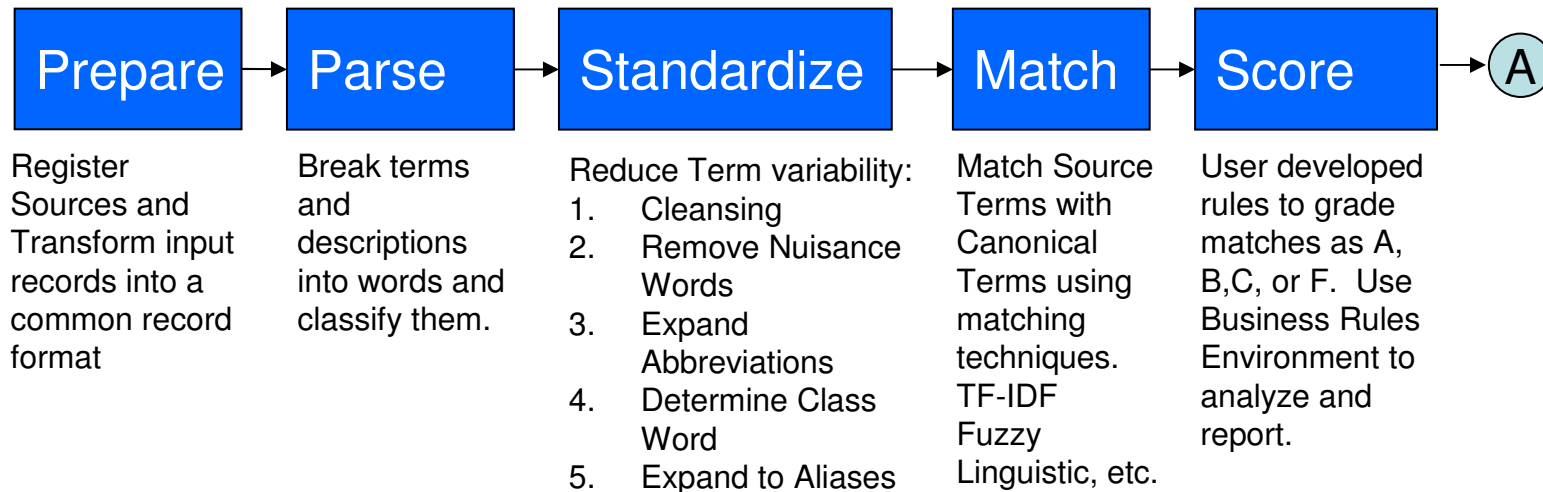 Prepare
Parse
Standardize
Match
Score
A
Register
Sources and
Transform input
records into a
common record
format
Break terms
and
descriptions
into words and
classify them.
Reduce Term variability:
1. Cleansing
2. Remove Nuisance
Words
3. Expand
Abbreviations
4. Determine Class
Word
5. Expand to Aliases
Match Source
Terms with
Canonical
Terms using
matching
techniques.
TF-IDF
Fuzzy
Linguistic, etc.
User developed
rules to grade
matches as A,
B,C, or F. Use
Business Rules
Environment to
analyze and
report.